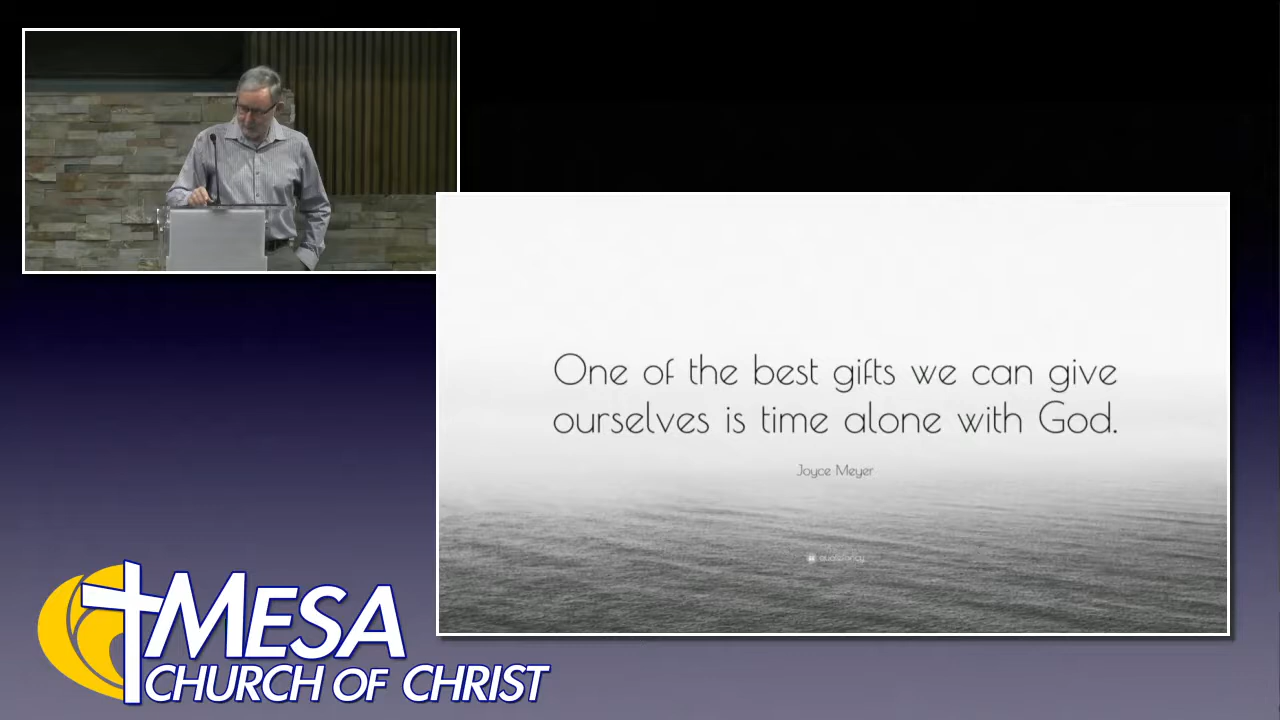 One of the best gifts we can give
ourselves is time alone with God.
Joyce Meyer
quotefancy
MESA
CHURCH OF CHRIST